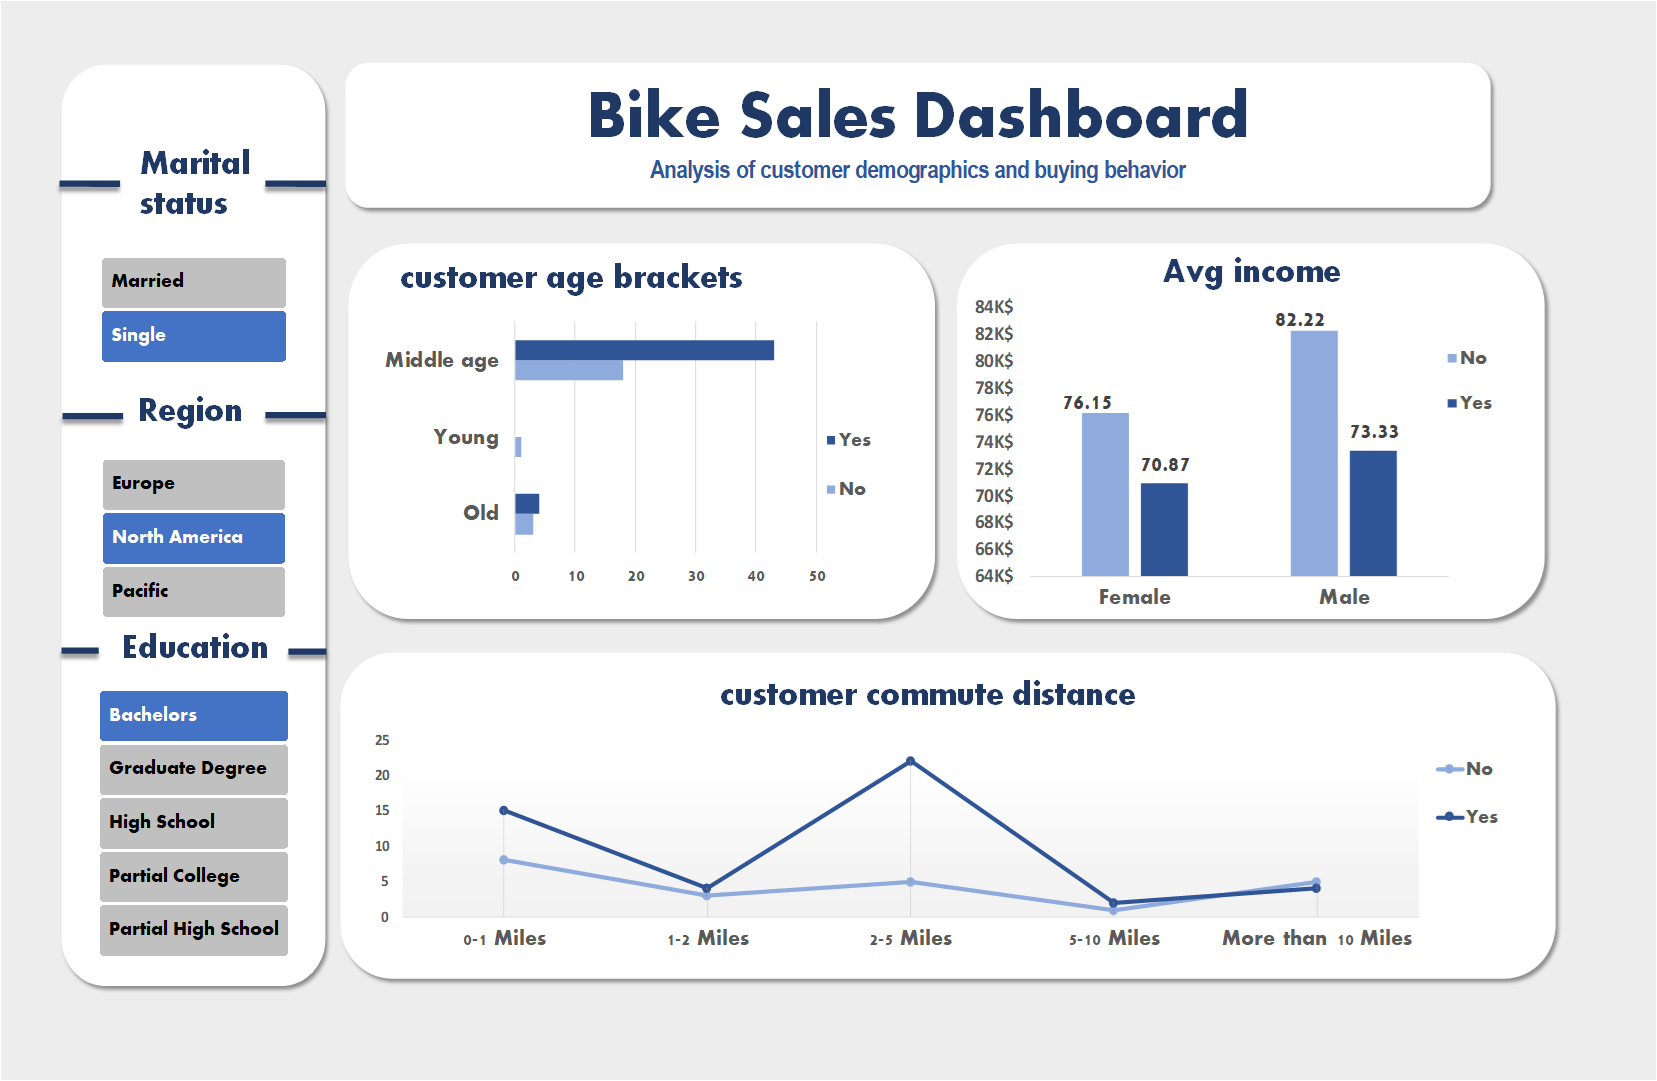 Bike Sales Dashboard
Analysis of customer demographics and buying behavior
Marital
status
Married
Single
Region
Europe
North America
Pacific
Education
Bachelors
Graduate Degree
High School
Partial College
Partial High School
customer age brackets
Middle age
Young
Old
0 10 20 30 40 50
Yes
No
Avg income
84K$
82K$
80K$
78K$
76K$
74K$
72K$
70K$
68K$
66K$
64K$
76.15
70.87
82.22
73.33
Female Male
No
Yes
customer commute distance
25
20
15
10
5
0
0-1 Miles 1-2 Miles 2-5 Miles 5-10 Miles More than 10 Miles
No
Yes